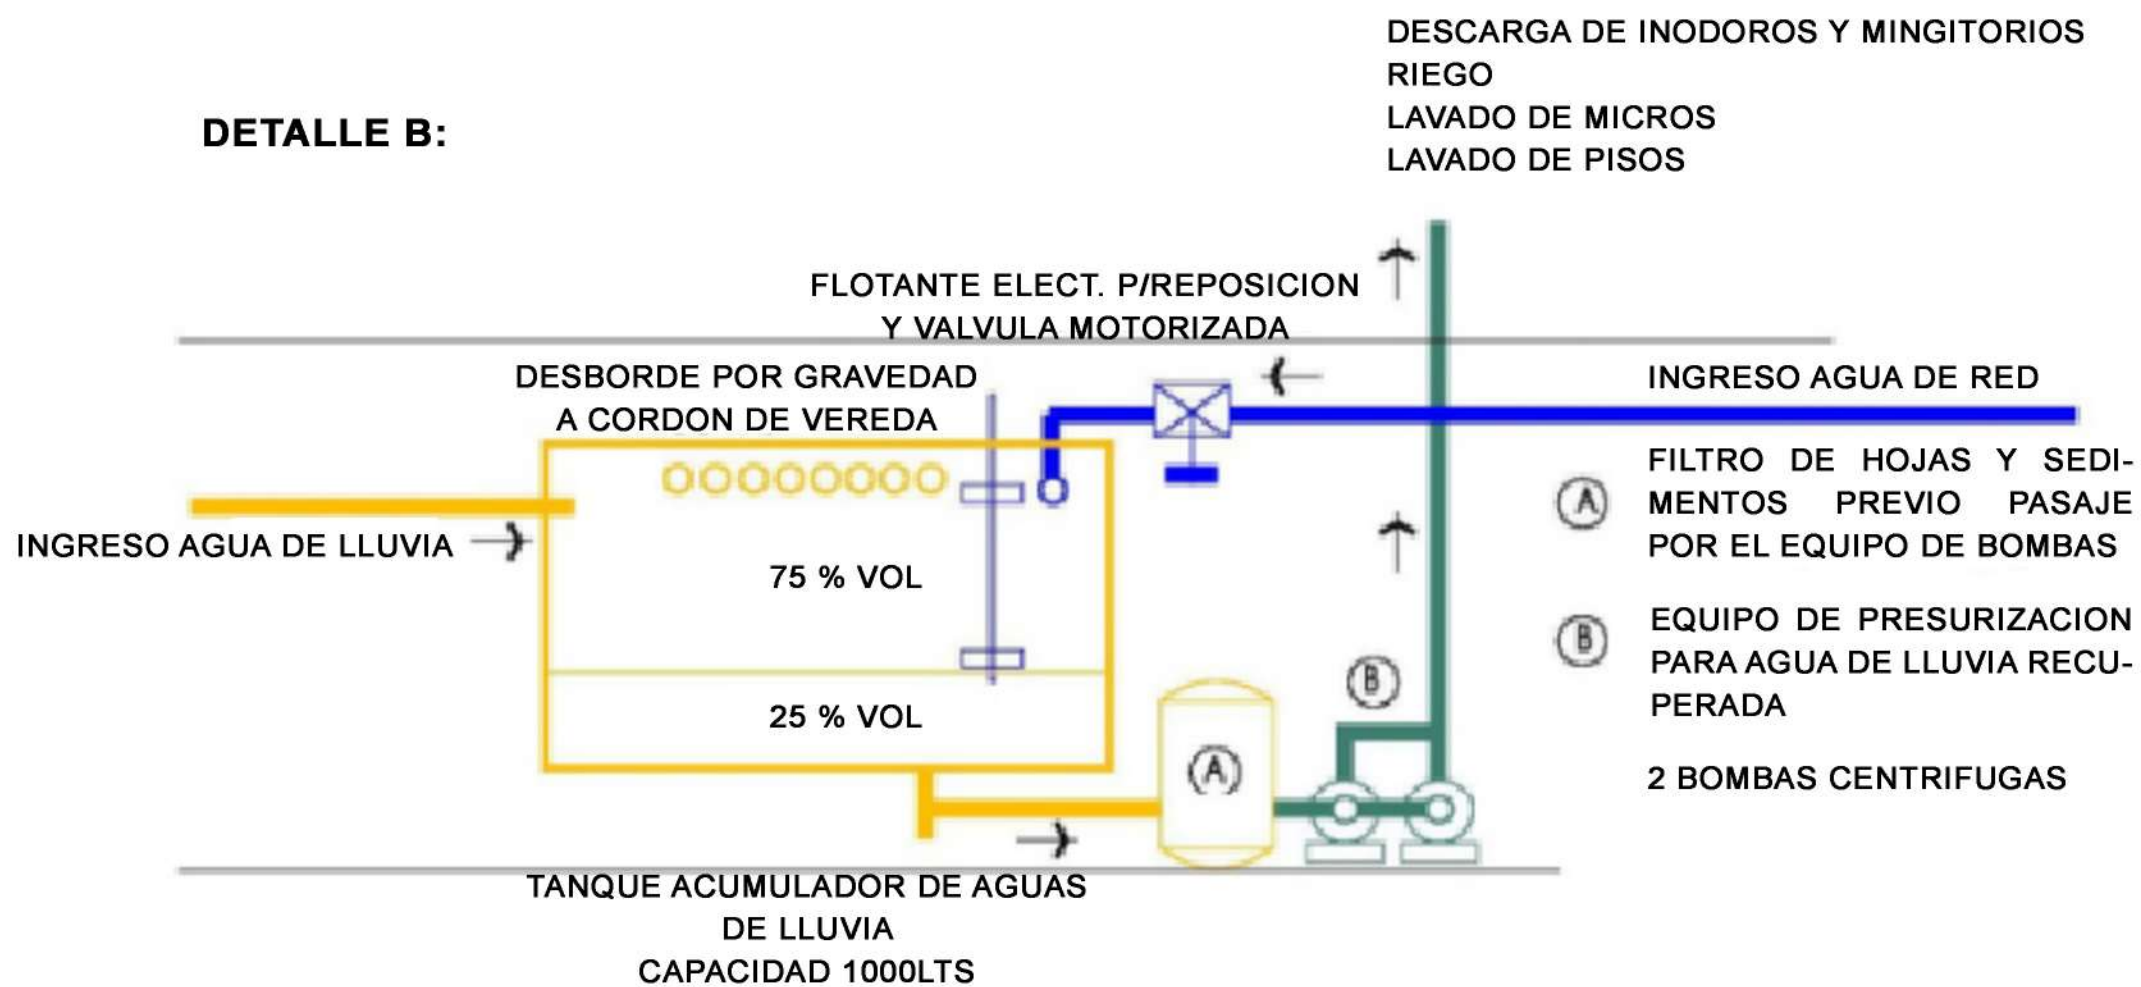 DESCARGA DE INODOROS Y MINGITORIOS
RIEGO
LAVADO DE MICROS
LAVADO DE PISOS
DETALLE B:
FLOTANTE ELECT. P/REPOSICION
Y VALVULA MOTORIZADA
DESBORDE POR GRAVEDAD
A CORDON DE VEREDA
INGRESO AGUA DE RED
INGRESO AGUA DE LLUVIA
75 % VOL
25 % VOL
A
FILTRO DE HOJAS Y SEDI-
MENTOS PREVIO PASAJE
POR EL EQUIPO DE BOMBAS
B
EQUIPO DE PRESURIZACION
PARA AGUA DE LLUVIA RECU-
PERADA
2 BOMBAS CENTRIFUGAS
B
A
TANQUE ACUMULADOR DE AGUAS
DE LLUVIA
CAPACIDAD 1000LTS